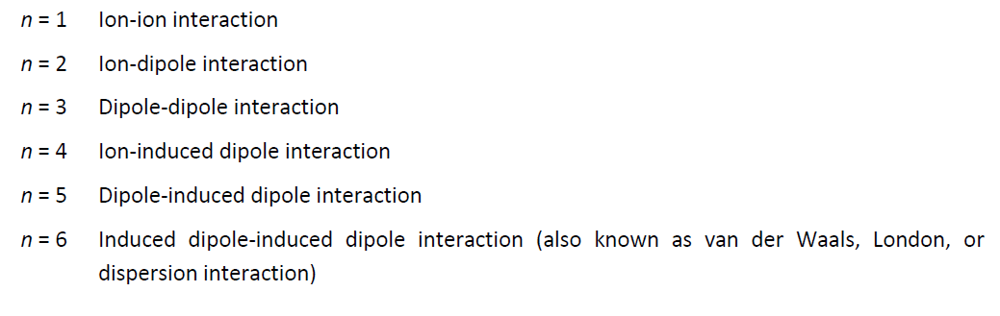 n = 1 Ion-ion interaction
n = 2 Ion-dipole interaction
n = 3 Dipole-dipole interaction
n = 4 Ion-induced dipole interaction
n = 5 Dipole-induced dipole interaction
n = 6 Induced dipole-induced dipole interaction (also known as van der Waals, London, or
dispersion interaction)